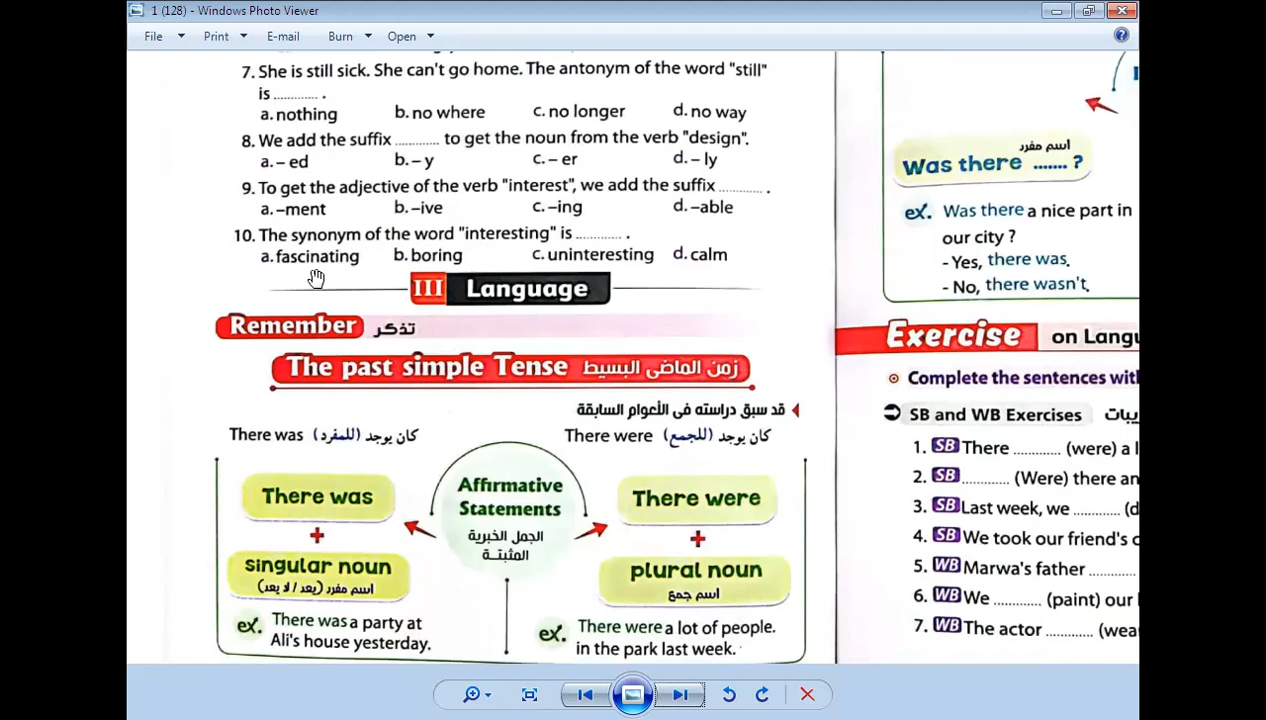 1 (128) - Windows Photo Viewer
File Print E-mail Burn Open
7. She is still sick. She can't go home. The antonym of the word "still"
is ............ .
a. nothing b. no where c. no longer d. no way
8. We add the suffix ............ to get the noun from the verb "design".
a. – ed b. – y c. – er d. – ly
9. To get the adjective of the verb "interest", we add the suffix ............ .
a. –ment b. –ive c. –ing d. –able
10. The synonym of the word "interesting" is ............ .
a. fascinating b. boring c. uninteresting d. calm
III Language
Remember تذكر
The past simple Tense زمن الماضى البسيط
قد سبق دراسته فى الأعوام السابقة
There was كان يوجد (للمفرد)
There were كان يوجد (للجمع)
Affirmative
Statements
الجمل الخبرية
المثبتة
There was
+
singular noun
اسم مفرد (يعد / لا يعد)
ex. There was a party at
Ali's house yesterday.
There were
+
plural noun
اسم جمع
ex. There were a lot of people.
in the park last week.
اسم مفرد
Was there ....... ?
ex. Was there a nice part in
our city ?
- Yes, there was.
- No, there wasn't.
Exercise on Langu
Complete the sentences with
SB and WB Exercises
1. SB There ............ (were) a l
2. SB ............ (Were) there an
3. SB Last week, we ............ (d
4. SB We took our friend's c
5. WB Marwa's father ............
6. WB We ............ (paint) our
7. WB The actor ............ (wea